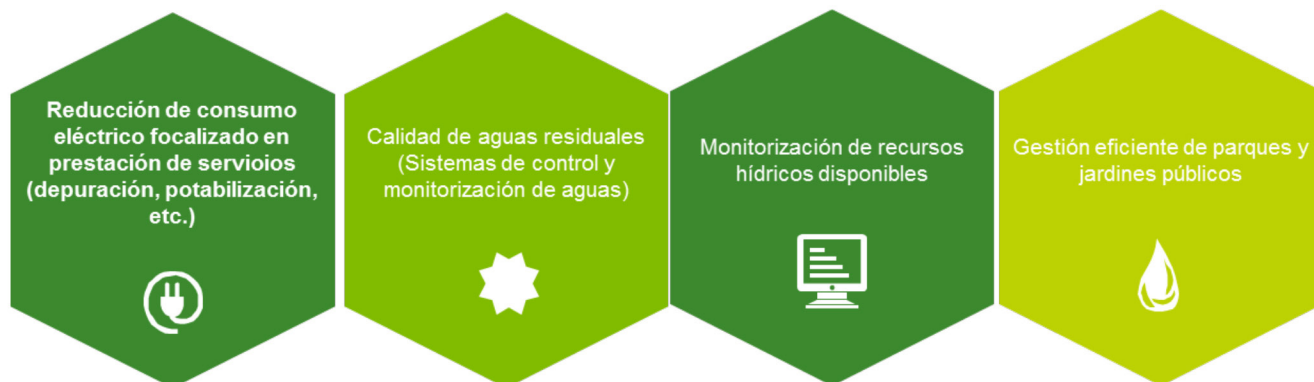 Reducción de consumo
eléctrico focalizado en
prestación de servioios
(depuración, potabilización,
etc.)
Calidad de aguas residuales
(Sistemas de control y
monitorización de aguas)
Monitorización de recursos
hídricos disponibles
Gestión eficiente de parques y
jardines públicos